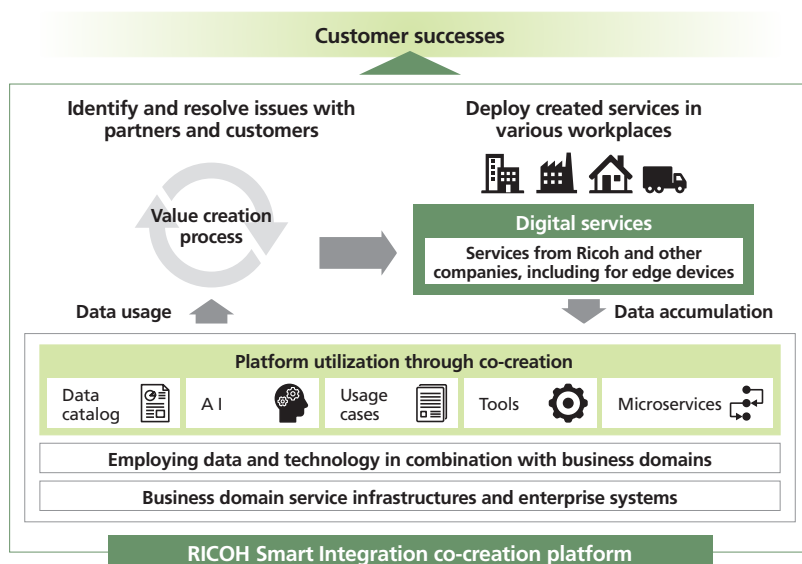 Customer successes
Identify and resolve issues with
partners and customers
Deploy created services in
various workplaces
Value creation
process
Digital services
Services from Ricoh and other
companies, including for edge devices
Data usage
Data accumulation
Platform utilization through co-creation
Data
catalog
A I
Usage
cases
Tools
Microservices
Employing data and technology in combination with business domains
Business domain service infrastructures and enterprise systems
RICOH Smart Integration co-creation platform